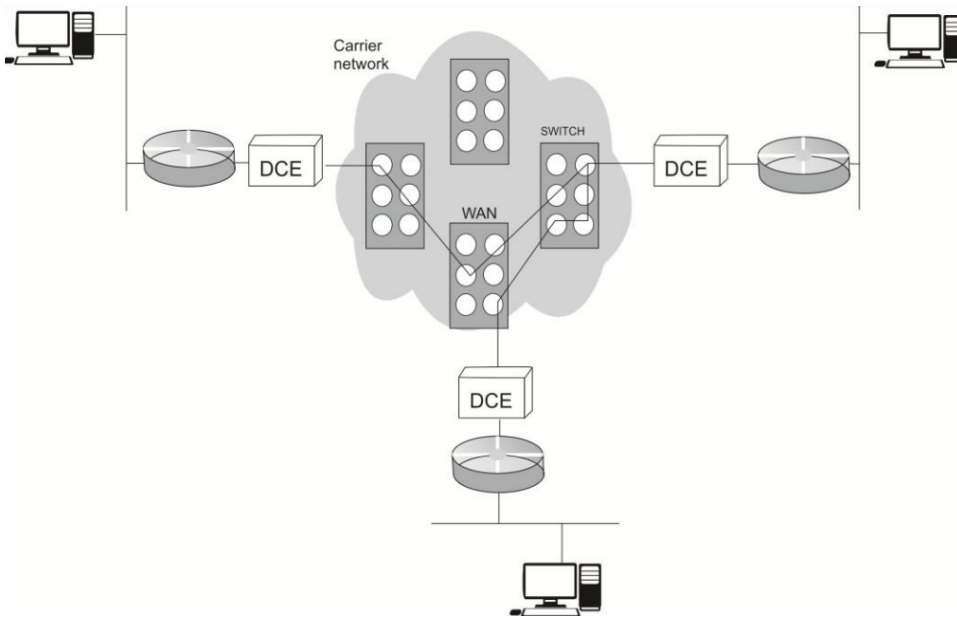 Carrier
network
SWITCH
DCE
DCE
WAN
DCE